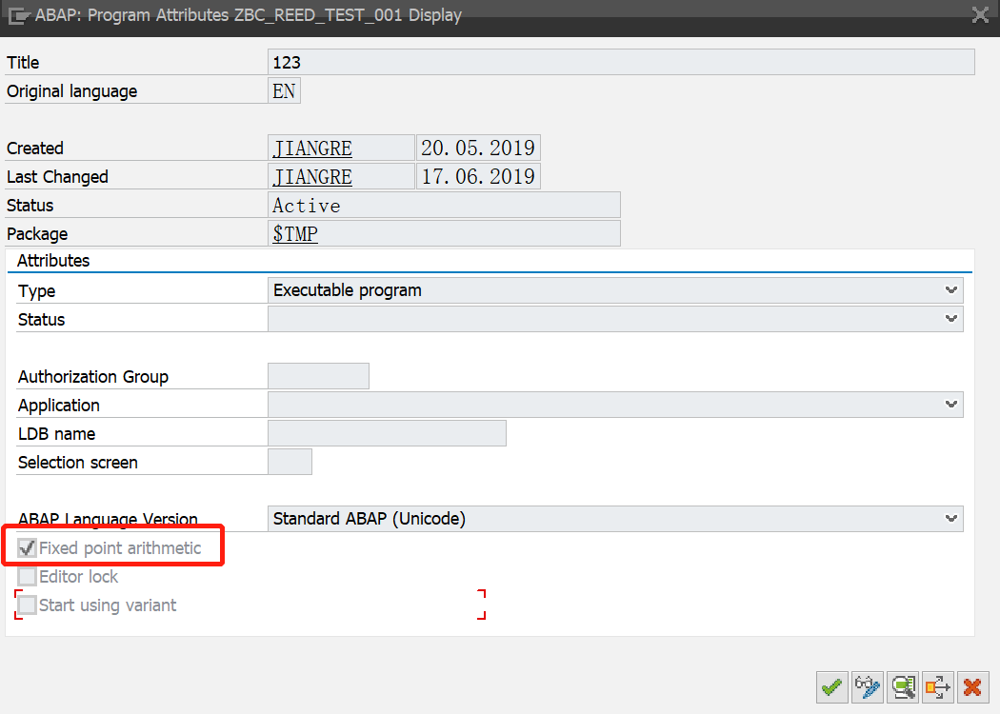 ABAP: Program Attributes ZBC_REED_TEST_001 Display
Title 123
Original language EN
Created JIANGRE 20.05.2019
Last Changed JIANGRE 17.06.2019
Status Active
Package $TMP
Attributes
Type Executable program
Status
Authorization Group
Application
LDB name
Selection screen
ABAP Language Version Standard ABAP (Unicode)
Fixed point arithmetic
Editor lock
Start using variant